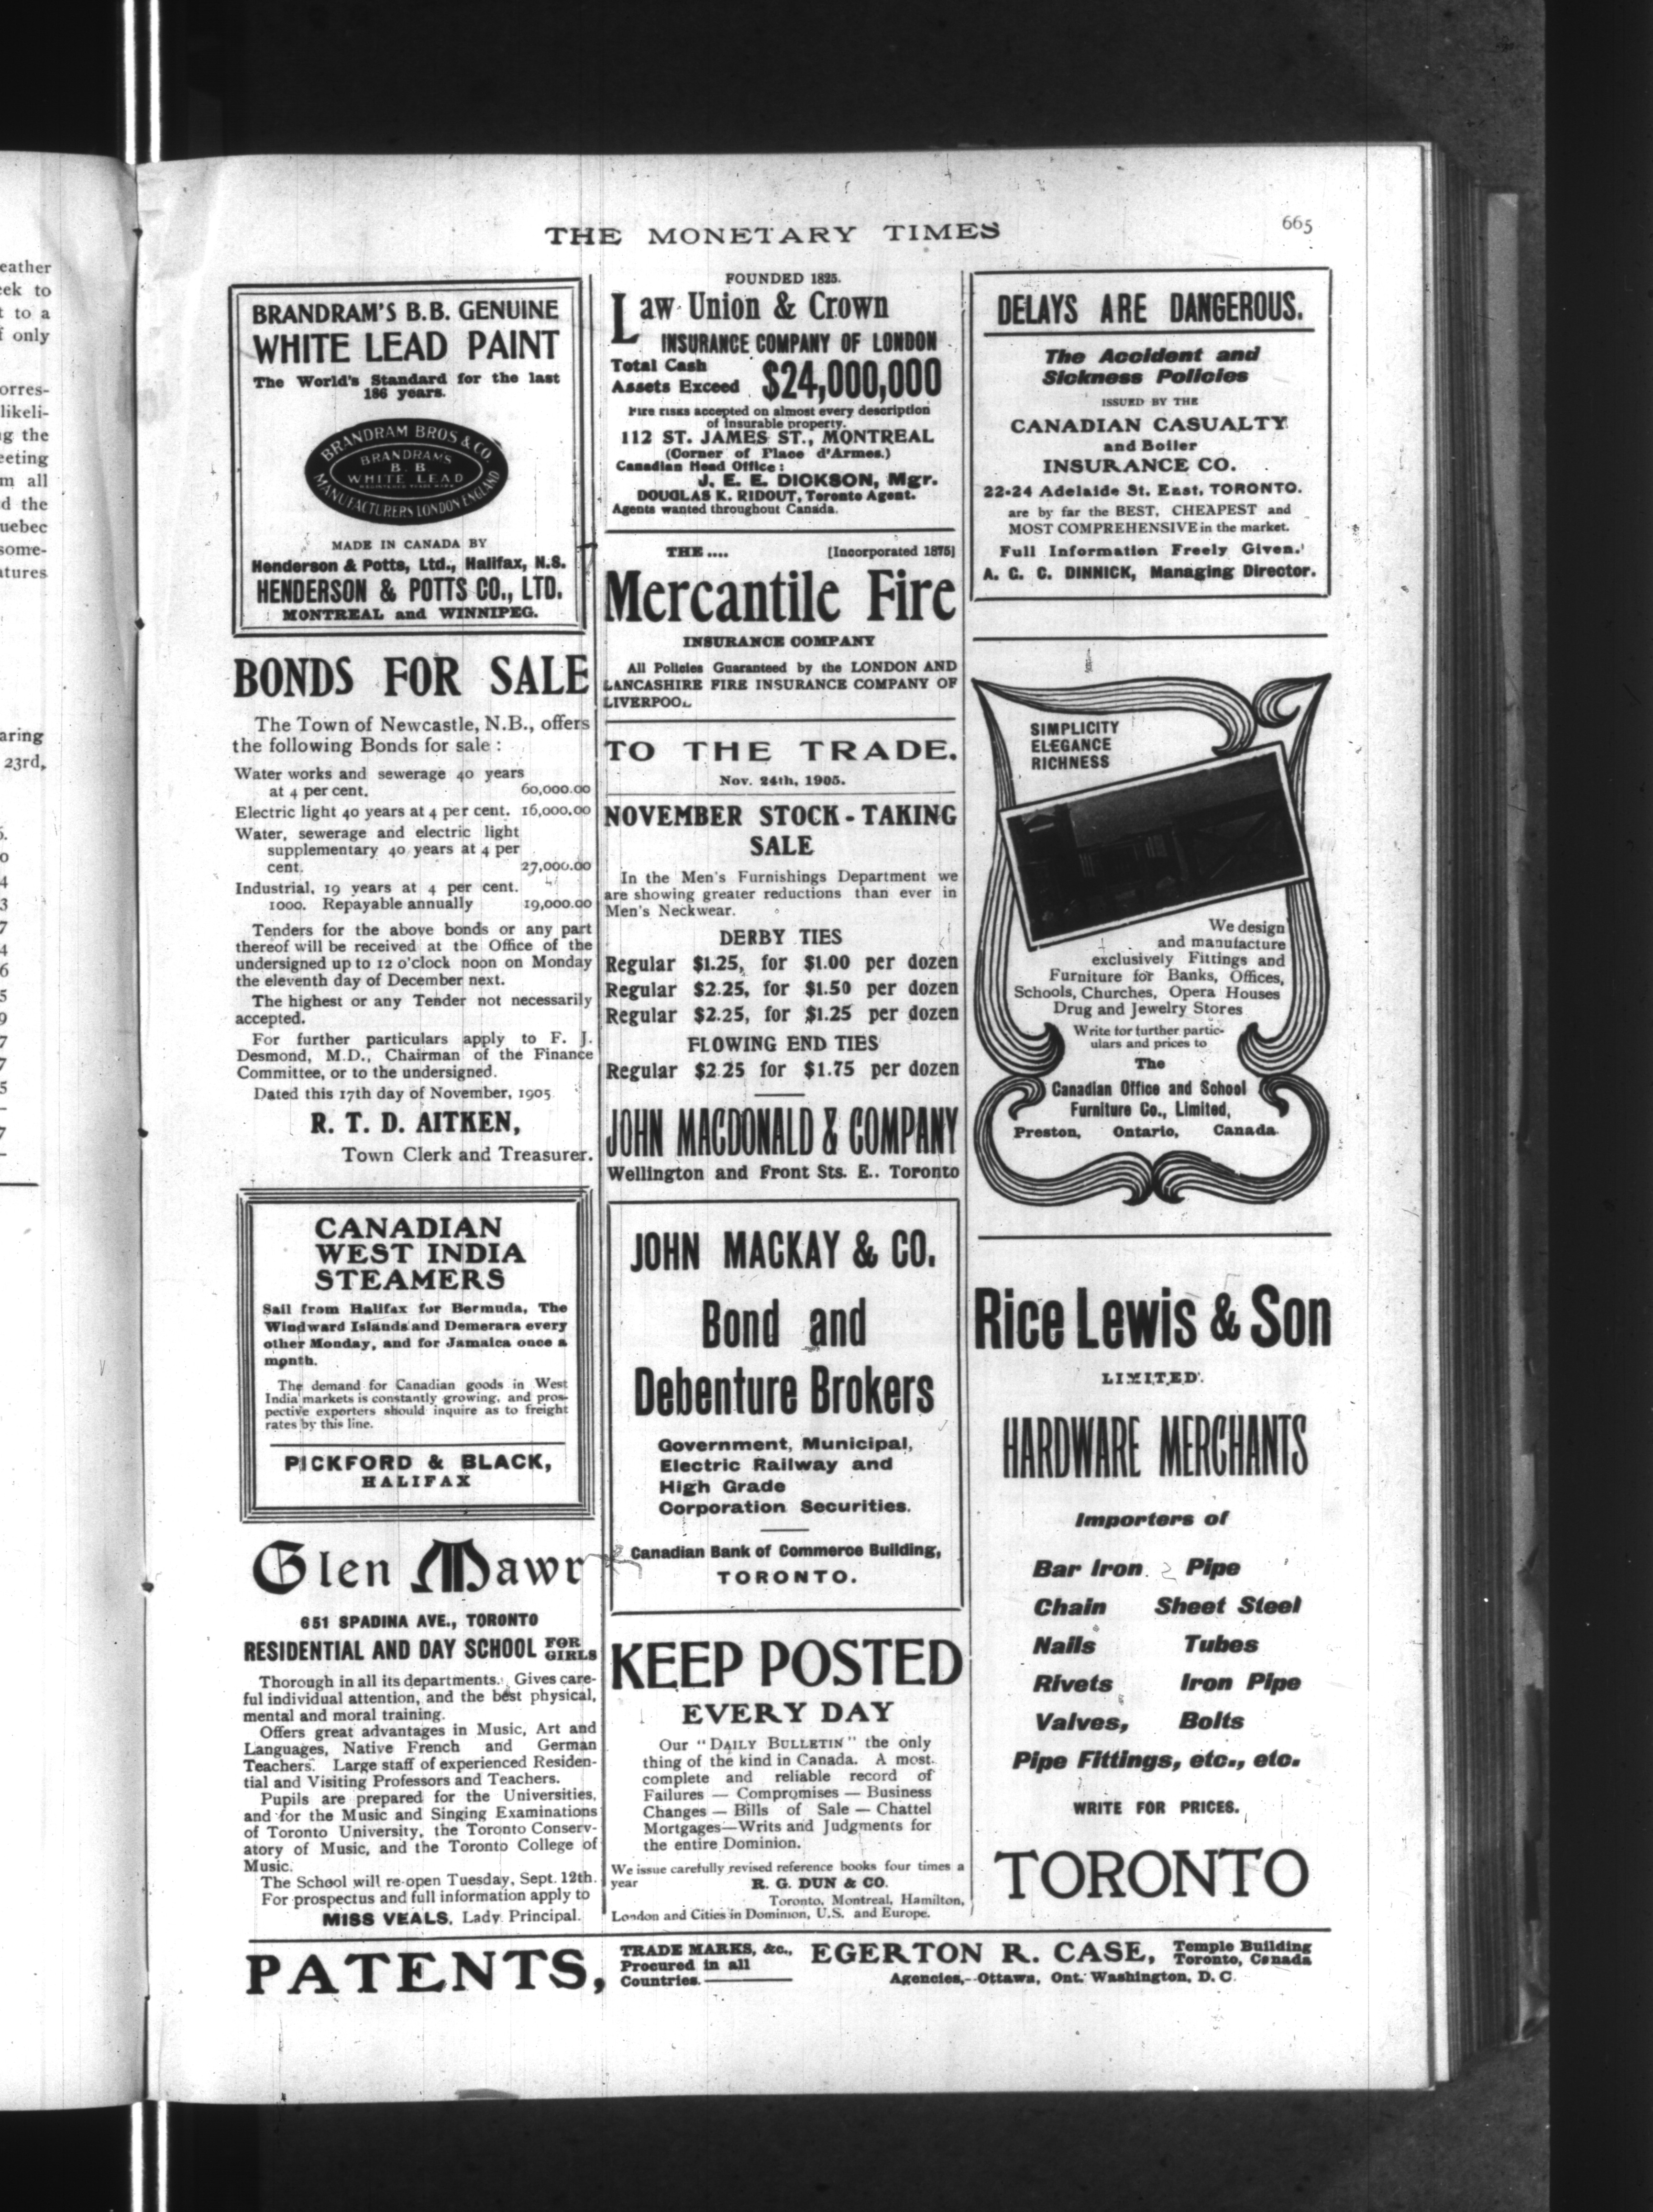 THE MONETARY TIMES
665
eather
eek to
t to a
f only
orres-
likeli-
g the
eeting
m all
d the
uebec
some-
atures
aring
23rd,
BRANDRAM'S B.B. GENUINE
WHITE LEAD PAINT
The World's Standard for the last
186 years.
BRANDRAM BROS & CO.
BRANDRAM'S
B. B
WHITE LEAD
MANUFACTURERS LONDON ENGLAND
MADE IN CANADA BY
Henderson & Potts, Ltd., Halifax, N.S.
HENDERSON & POTTS CO., LTD.
MONTREAL and WINNIPEG.
BONDS FOR SALE
The Town of Newcastle, N.B., offers
the following Bonds for sale :
Water works and sewerage 40 years
at 4 per cent. 60,000.00
Electric light 40 years at 4 per cent. 16,000.00
Water, sewerage and electric light
supplementary 40 years at 4 per
cent. 27,000.00
Industrial, 19 years at 4 per cent.
1000. Repayable annually 19,000.00
Tenders for the above bonds or any part
thereof will be received at the Office of the
undersigned up to 12 o'clock noon on Monday
the eleventh day of December next.
The highest or any Tender not necessarily
accepted.
For further particulars apply to F. J.
Desmond, M.D., Chairman of the Finance
Committee, or to the undersigned.
Dated this 17th day of November, 1905
R. T. D. AITKEN,
Town Clerk and Treasurer.
CANADIAN
WEST INDIA
STEAMERS
Sail from Halifax for Bermuda, The
Windward Islands and Demerara every
other Monday, and for Jamaica once a
month.
The demand for Canadian goods in West
India markets is constantly growing, and pros-
pective exporters should inquire as to freight
rates by this line.
PICKFORD & BLACK,
HALIFAX
Glen Mawr
651 SPADINA AVE., TORONTO
RESIDENTIAL AND DAY SCHOOL FOR GIRLS
Thorough in all its departments. Gives care-
ful individual attention, and the best physical,
mental and moral training.
Offers great advantages in Music, Art and
Languages, Native French and German
Teachers. Large staff of experienced Residen-
tial and Visiting Professors and Teachers.
Pupils are prepared for the Universities,
and for the Music and Singing Examinations
of Toronto University, the Toronto Conserv-
atory of Music, and the Toronto College of
Music.
The School will re-open Tuesday, Sept. 12th.
For prospectus and full information apply to
MISS VEALS, Lady Principal.
FOUNDED 1825.
Law Union & Crown
INSURANCE COMPANY OF LONDON
Total Cash
Assets Exceed $24,000,000
Fire risks accepted on almost every description
of insurable property.
112 ST. JAMES ST., MONTREAL
(Corner of Place d'Armes.)
Canadian Head Office :
J. E. E. DICKSON, Mgr.
DOUGLAS K. RIDOUT, Toronto Agent.
Agents wanted throughout Canada.
THE .... [Incorporated 1875]
Mercantile Fire
INSURANCE COMPANY
All Policies Guaranteed by the LONDON AND
LANCASHIRE FIRE INSURANCE COMPANY OF
LIVERPOOL.
TO THE TRADE.
Nov. 24th, 1905.
NOVEMBER STOCK-TAKING
SALE
In the Men's Furnishings Department we
are showing greater reductions than ever in
Men's Neckwear.
DERBY TIES
Regular $1.25, for $1.00 per dozen
Regular $2.25, for $1.50 per dozen
Regular $2.25, for $1.25 per dozen
FLOWING END TIES
Regular $2.25 for $1.75 per dozen
JOHN MACDONALD & COMPANY
Wellington and Front Sts. E.. Toronto
JOHN MACKAY & CO.
Bond and
Debenture Brokers
Government, Municipal,
Electric Railway and
High Grade
Corporation Securities.
Canadian Bank of Commerce Building,
TORONTO.
KEEP POSTED
EVERY DAY
Our "DAILY BULLETIN" the only
thing of the kind in Canada. A most
complete and reliable record of
Failures — Compromises — Business
Changes — Bills of Sale — Chattel
Mortgages—Writs and Judgments for
the entire Dominion.
We issue carefully revised reference books four times a
year R. G. DUN & CO.
Toronto, Montreal, Hamilton,
London and Cities in Dominion, U.S. and Europe.
DELAYS ARE DANGEROUS.
The Accident and
Sickness Policies
ISSUED BY THE
CANADIAN CASUALTY
and Boiler
INSURANCE CO.
22-24 Adelaide St. East, TORONTO.
are by far the BEST, CHEAPEST and
MOST COMPREHENSIVE in the market.
Full Information Freely Given.
A. C. C. DINNICK, Managing Director.
SIMPLICITY
ELEGANCE
RICHNESS
We design
and manufacture
exclusively Fittings and
Furniture for Banks, Offices,
Schools, Churches, Opera Houses
Drug and Jewelry Stores
Write for further partic-
ulars and prices to
The
Canadian Office and School
Furniture Co., Limited,
Preston, Ontario, Canada
Rice Lewis & Son
LIMITED.
HARDWARE MERCHANTS
Importers of
Bar Iron Pipe
Chain Sheet Steel
Nails Tubes
Rivets Iron Pipe
Valves, Bolts
Pipe Fittings, etc., etc.
WRITE FOR PRICES.
TORONTO
PATENTS,
TRADE MARKS, &c.,
Procured in all
Countries.
EGERTON R. CASE,
Temple Building
Toronto, Canada
Agencies,--Ottawa, Ont. Washington, D. C.